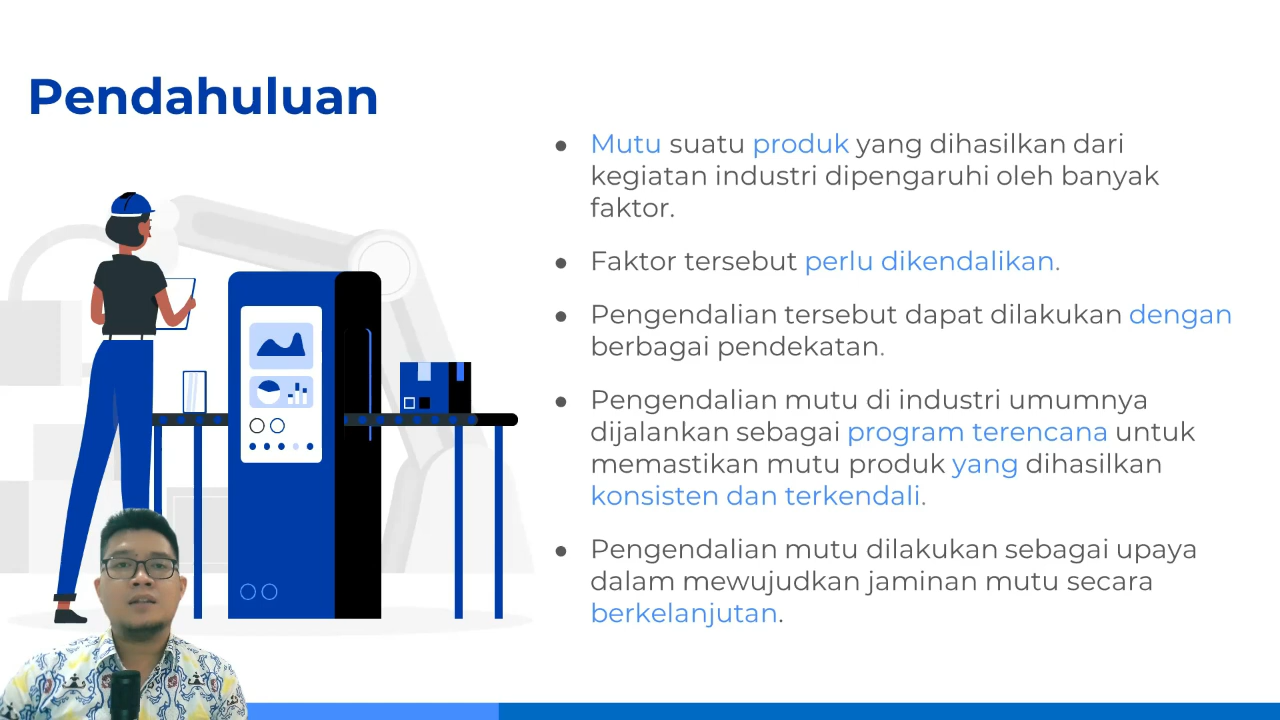 Pendahuluan
● Mutu suatu produk yang dihasilkan dari
kegiatan industri dipengaruhi oleh banyak
faktor.
● Faktor tersebut perlu dikendalikan.
● Pengendalian tersebut dapat dilakukan dengan
berbagai pendekatan.
● Pengendalian mutu di industri umumnya
dijalankan sebagai program terencana untuk
memastikan mutu produk yang dihasilkan
konsisten dan terkendali.
● Pengendalian mutu dilakukan sebagai upaya
dalam mewujudkan jaminan mutu secara
berkelanjutan.